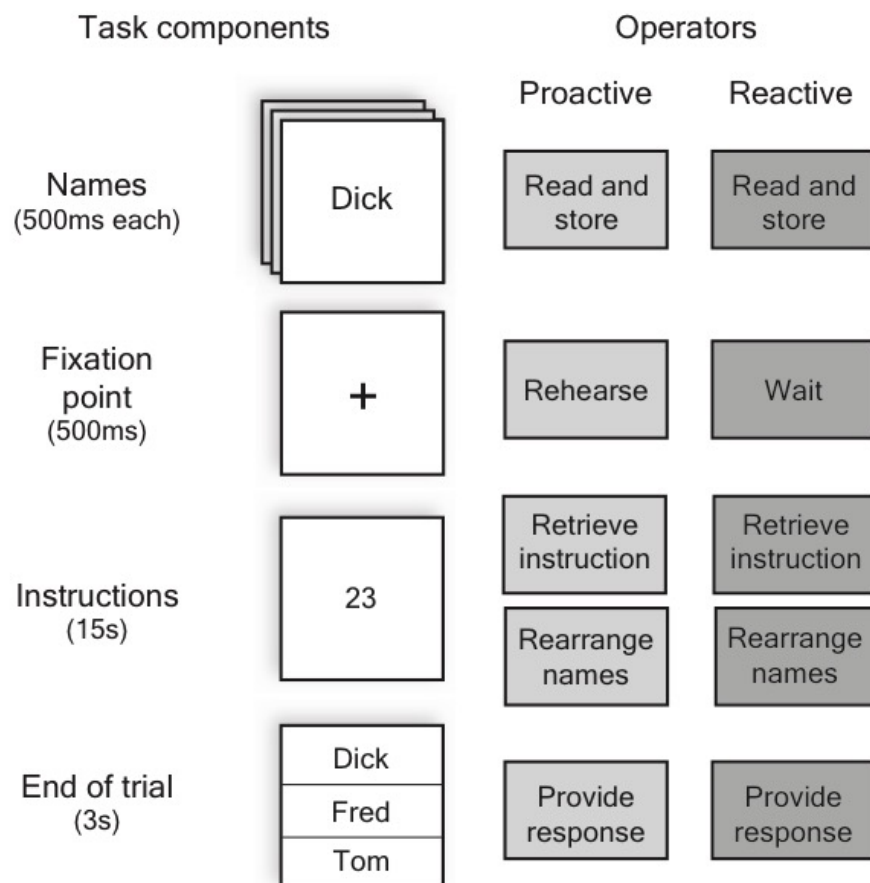 Task components
Operators
Proactive
Reactive
Names
(500ms each)
Dick
Read and
store
Read and
store
Fixation
point
(500ms)
+
Rehearse
Wait
Instructions
(15s)
23
Retrieve
instruction
Retrieve
instruction
Rearrange
names
Rearrange
names
End of trial
(3s)
Dick
Fred
Tom
Provide
response
Provide
response